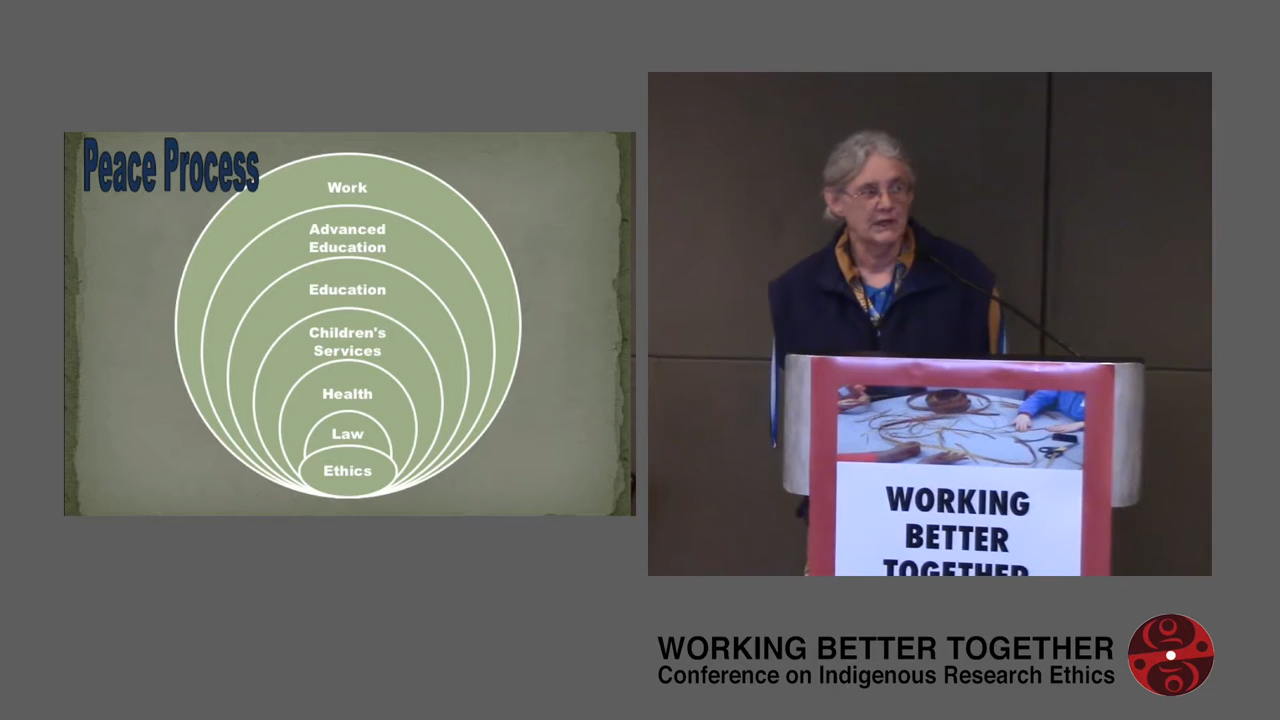 Peace Process
Work
Advanced
Education
Education
Children's
Services
Health
Law
Ethics
WORKING
BETTER
TOGETHER
WORKING BETTER TOGETHER
Conference on Indigenous Research Ethics